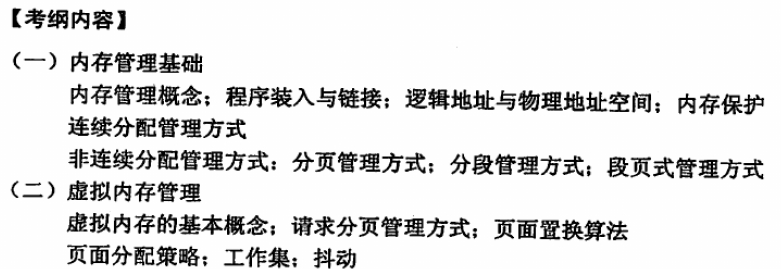 【考纲内容】
（一）内存管理基础
内存管理概念；程序装入与链接；逻辑地址与物理地址空间；内存保护
连续分配管理方式
非连续分配管理方式：分页管理方式；分段管理方式；段页式管理方式
（二）虚拟内存管理
虚拟内存的基本概念；请求分页管理方式；页面置换算法
页面分配策略；工作集；抖动